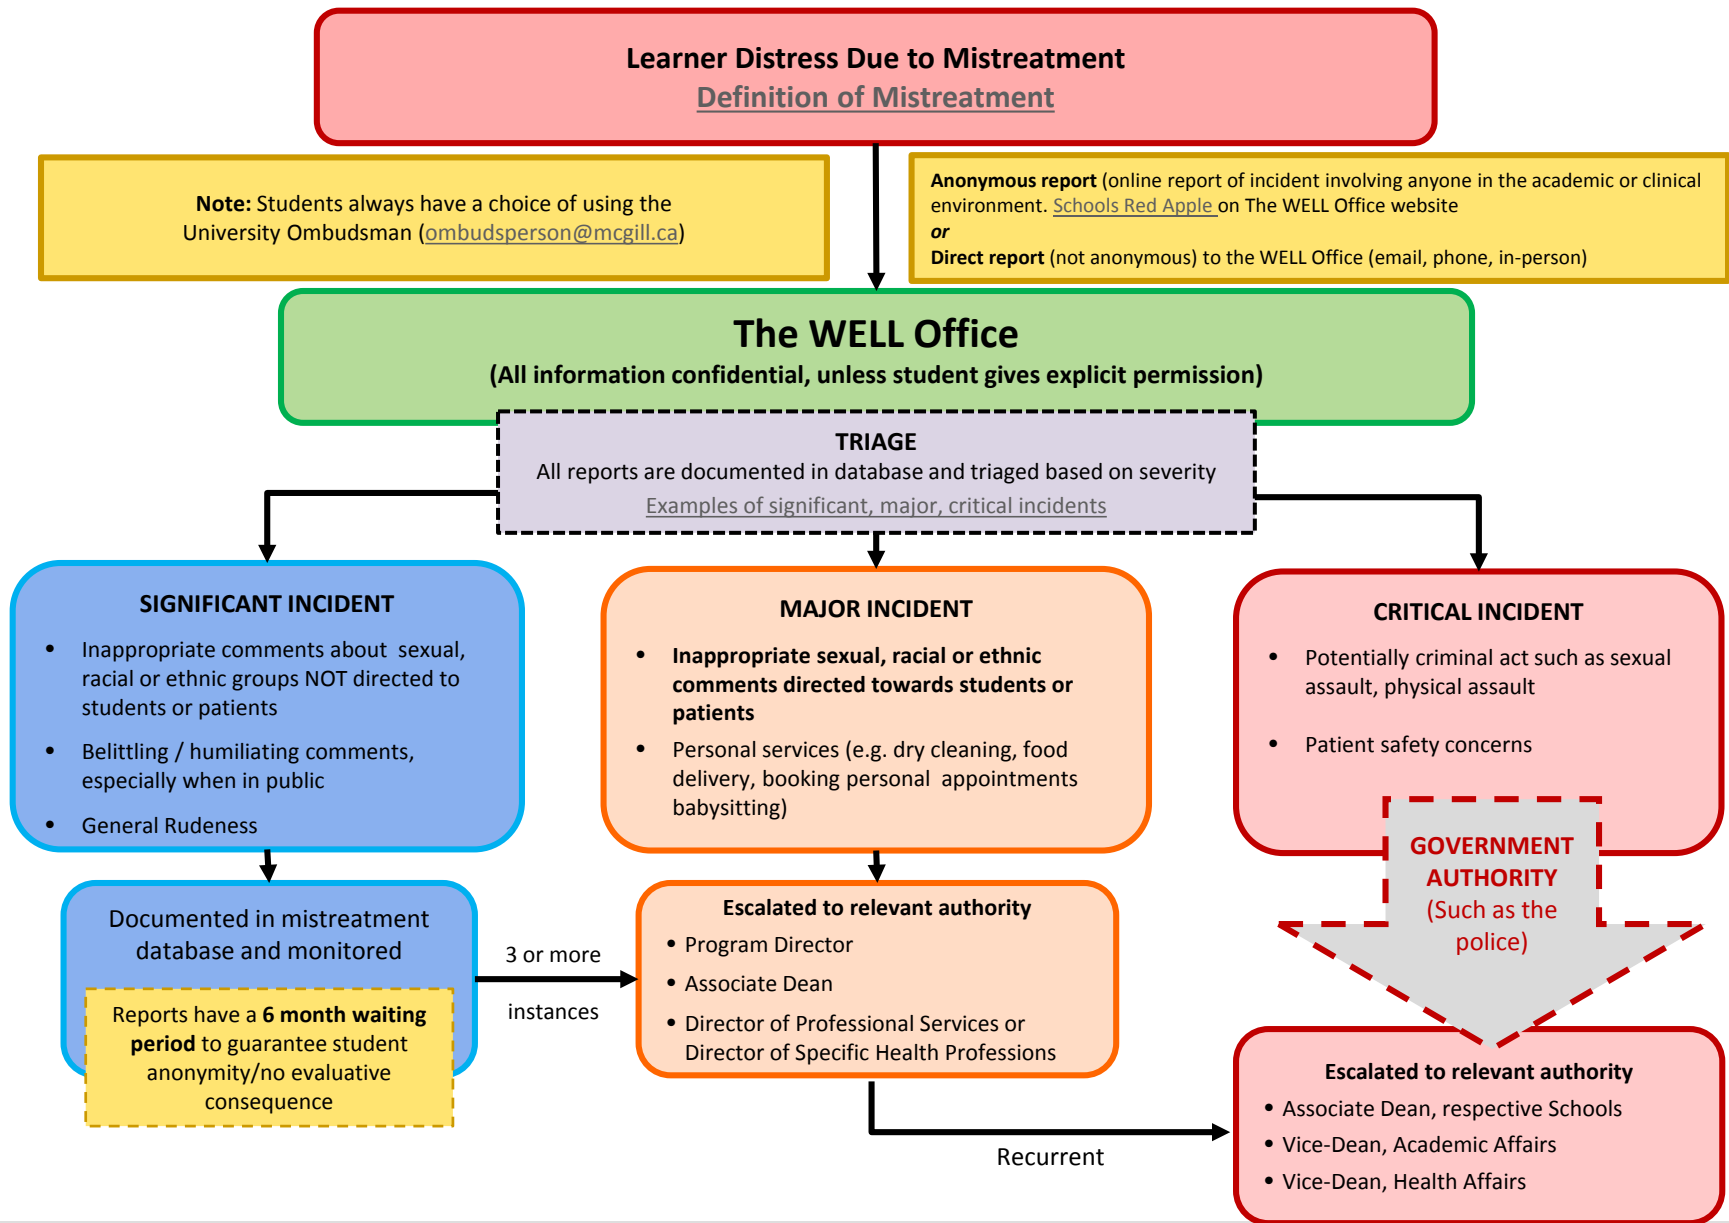 Learner Distress Due to Mistreatment
Definition of Mistreatment
Note: Students always have a choice of using the
University Ombudsman (ombudsperson@mcgill.ca)
Anonymous report (online report of incident involving anyone in the academic or clinical
environment. Schools Red Apple on The WELL Office website
or
Direct report (not anonymous) to the WELL Office (email, phone, in-person)
The WELL Office
(All information confidential, unless student gives explicit permission)
TRIAGE
All reports are documented in database and triaged based on severity
Examples of significant, major, critical incidents
SIGNIFICANT INCIDENT
• Inappropriate comments about sexual,
racial or ethnic groups NOT directed to
students or patients
• Belittling / humiliating comments,
especially when in public
• General Rudeness
MAJOR INCIDENT
• Inappropriate sexual, racial or ethnic
comments directed towards students or
patients
• Personal services (e.g. dry cleaning, food
delivery, booking personal appointments
babysitting)
CRITICAL INCIDENT
• Potentially criminal act such as sexual
assault, physical assault
• Patient safety concerns
GOVERNMENT
AUTHORITY
(Such as the
police)
Documented in mistreatment
database and monitored
Reports have a 6 month waiting
period to guarantee student
anonymity/no evaluative
consequence
3 or more
instances
Escalated to relevant authority
• Program Director
• Associate Dean
• Director of Professional Services or
Director of Specific Health Professions
Recurrent
Escalated to relevant authority
• Associate Dean, respective Schools
• Vice-Dean, Academic Affairs
• Vice-Dean, Health Affairs